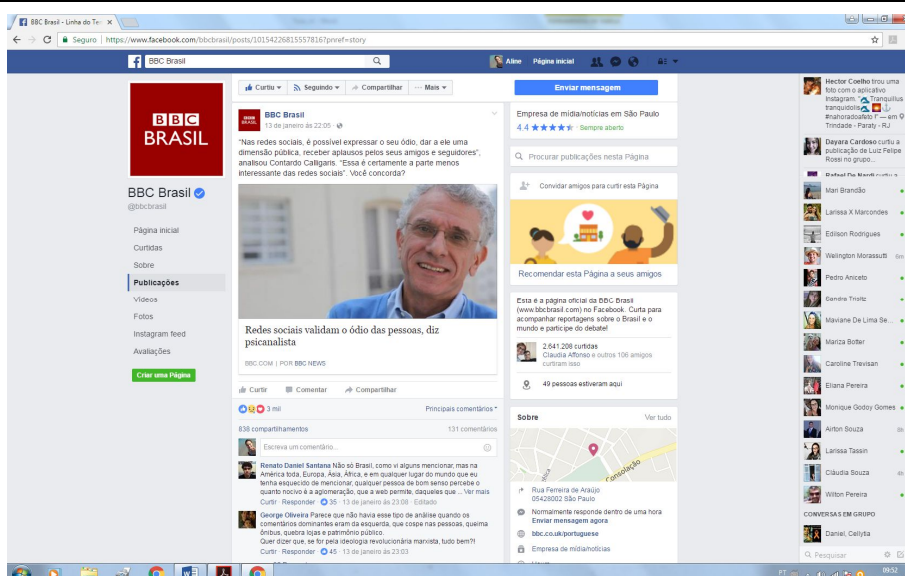 BBC Brasil - Linha do Te
Seguro
https://www.facebook.com/bbcbrasil/posts/10154226815557816?pnref=story
BBC Brasil
Aline
Página inicial
BBC
BRASIL
BBC Brasil
@bbcbrasil
Página inicial
Curtidas
Sobre
Publicações
Vídeos
Fotos
Instagram feed
Avaliações
Criar uma Página
Curtiu
Seguindo
Compartilhar
Mais
BBC Brasil
13 de janeiro às 22:05
"Nas redes sociais, é possível expressar o seu ódio, dar a ele uma
dimensão pública, receber aplausos pelos seus amigos e seguidores",
analisou Contardo Calligaris. "Essa é certamente a parte menos
interessante das redes sociais". Você concorda?
Redes sociais validam o ódio das pessoas, diz
psicanalista
BBC.COM | POR BBC NEWS
Curtir
Comentar
Compartilhar
3 mil
Principais comentários
838 compartilhamentos
131 comentários
Escreva um comentário...
Renato Daniel Santana Não só Brasil, como vi alguns mencionar, mas na
América toda, Europa, Ásia, África, e em qualquer lugar do mundo que eu
tenha esquecido de mencionar, qualquer pessoa de bom senso percebe o
quanto nocivo é a aglomeração, que a web permite, daqueles que ... Ver mais
Curtir · Responder · 35 · 13 de janeiro às 23:08 · Editado
George Oliveira Parece que não havia esse tipo de análise quando os
comentários dominantes eram da esquerda, que cospe nas pessoas, queima
ônibus, quebra lojas e patrimônio público.
Quer dizer que, se for pela ideologia revolucionária marxista, tudo bem?!
Curtir · Responder · 45 · 13 de janeiro às 23:03
Enviar mensagem
Empresa de mídia/notícias em São Paulo
4,4
Sempre aberto
Procurar publicações nesta Página
Convidar amigos para curtir esta Página
Recomendar esta Página a seus amigos
Esta é a página oficial da BBC Brasil
(www.bbcbrasil.com) no Facebook. Curta para
acompanhar reportagens sobre o Brasil e o
mundo e participe do debate!
2.641.208 curtidas
Claudia Affonso e outros 106 amigos
curtiram isso
49 pessoas estiveram aqui
Sobre
Ver tudo
Consolação
Rua Ferreira de Araújo
05428002 São Paulo
Normalmente responde dentro de uma hora
Enviar mensagem agora
bbc.co.uk/portuguese
Empresa de mídia/notícias
Hector Coelho tirou uma
foto com o aplicativo
Instagram. "Tranquillus
tranquidolis
#nahoradoafeto !" — em
Trindade - Paraty - RJ
Dayara Cardoso curtiu a
publicação de Luiz Felipe
Rossi no grupo...
Rafael De Nardi curtiu a
Mari Brandão
Larissa X Marcondes
Edilson Rodrigues
Welington Morassutti
Pedro Aniceto
Sandra Trisitz
Maviane De Lima Se...
Mariza Botter
Caroline Trevisan
Eliana Pereira
Monique Godoy Gomes
Airton Souza
Larissa Tassin
Cláudia Souza
Wilton Pereira
CONVERSAS EM GRUPO
Daniel, Cellytia
Pesquisar
PT
09:52